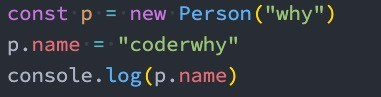 const p = new Person("why")
p.name = "coderwhy"
console.log(p.name)